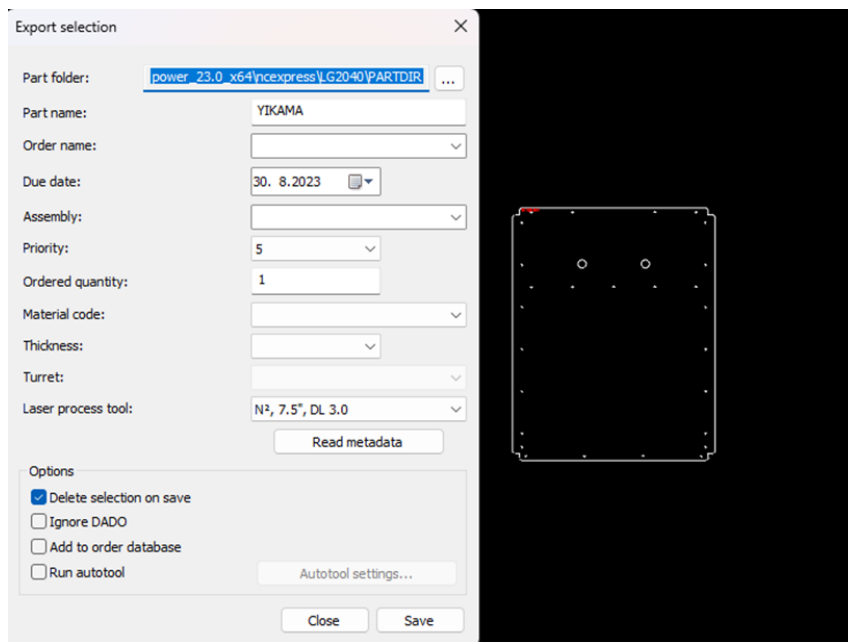 Export selection
Part folder: power_23.0_x64\ncexpress\LG2040\PARTDIR ...
Part name: YIKAMA
Order name:
Due date: 30. 8.2023
Assembly:
Priority: 5
Ordered quantity: 1
Material code:
Thickness:
Turret:
Laser process tool: N², 7.5", DL 3.0
Read metadata
Options
Delete selection on save
Ignore DADO
Add to order database
Run autotool Autotool settings...
Close Save